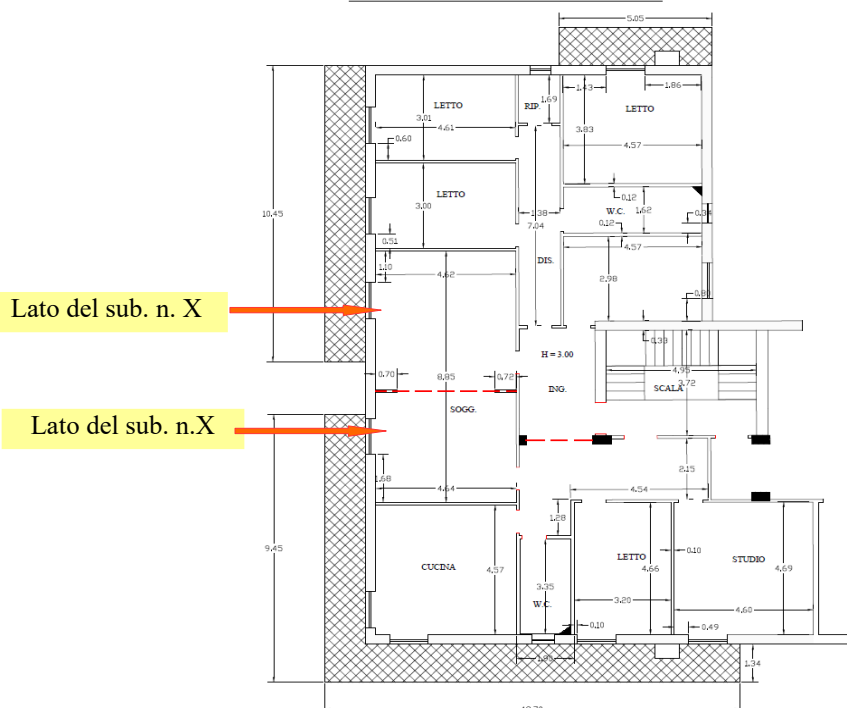 5.05
1.43
1.86
LETTO
3.01
4.61
0.60
RIP.
1.69
LETTO
3.83
4.57
LETTO
3.00
0.51
10.45
1.38
7.04
0.12
W.C.
1.62
0.12
4.57
1.10
4.62
DIS.
2.98
0.80
Lato del sub. n. X
0.33
H = 3.00
4.95
3.72
SCALA
0.70
8.85
0.72
ING.
SOGG.
Lato del sub. n.X
1.68
4.64
2.15
4.54
1.28
9.45
CUCINA
4.57
3.35
W.C.
LETTO
4.66
0.10
STUDIO
4.69
3.20
4.60
0.10
0.49
1.34